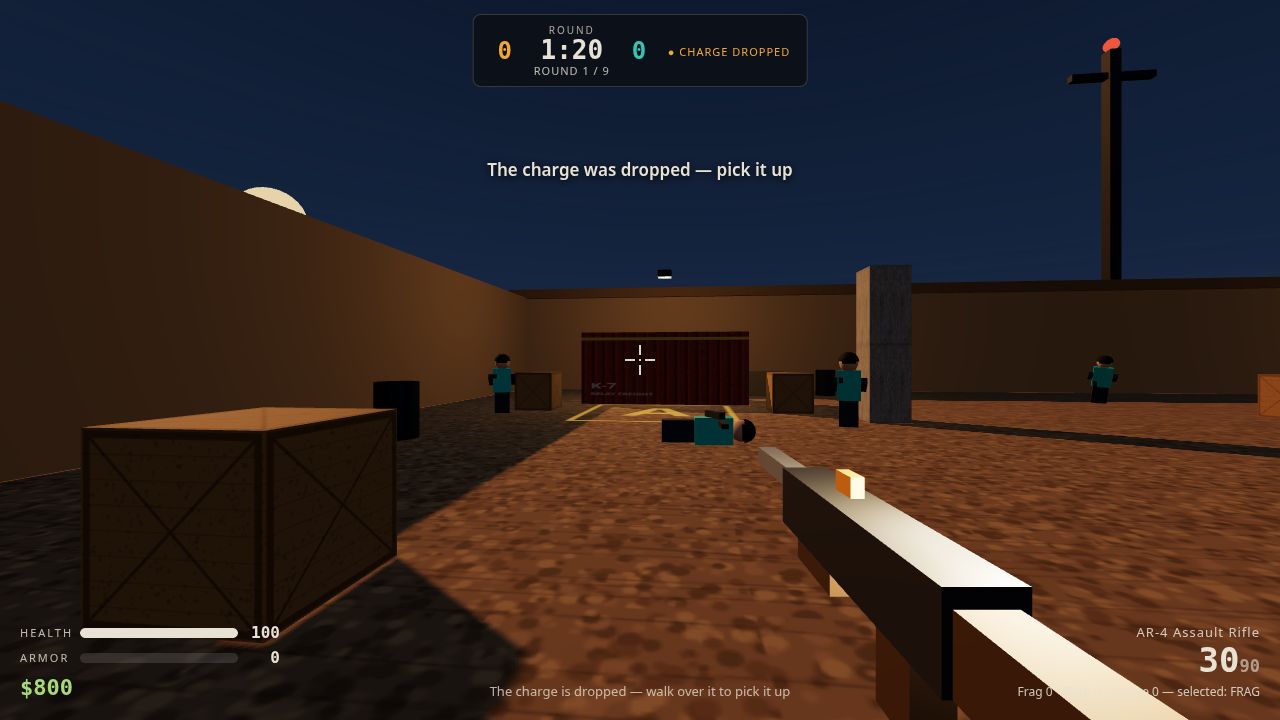 ROUND
0 1:20 0 ● CHARGE DROPPED
ROUND 1 / 9
The charge was dropped — pick it up
K-7
A
HEALTH 100
ARMOR 0
$800
The charge is dropped — walk over it to pick it up
AR-4 Assault Rifle
30 90
Frag 0 0 — selected: FRAG